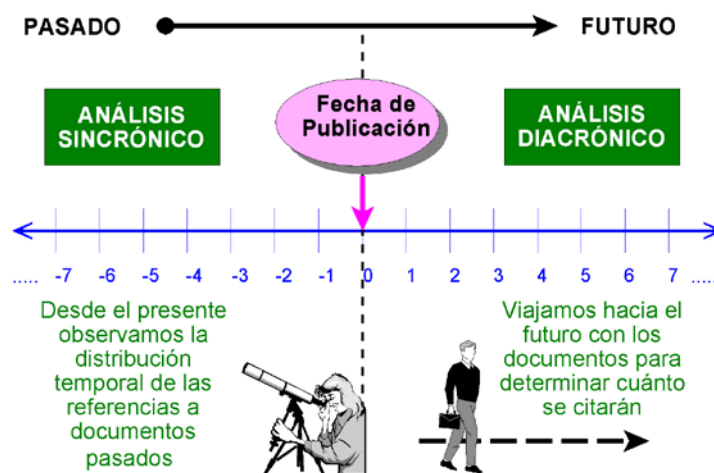 PASADO
FUTURO
ANÁLISIS
SINCRÓNICO
Fecha de
Publicación
ANÁLISIS
DIACRÓNICO
..... -7 -6 -5 -4 -3 -2 -1 0 1 2 3 4 5 6 7 .....
Desde el presente
observamos la
distribución
temporal de las
referencias a
documentos
pasados
Viajamos hacia el
futuro con los
documentos para
determinar cuánto
se citarán